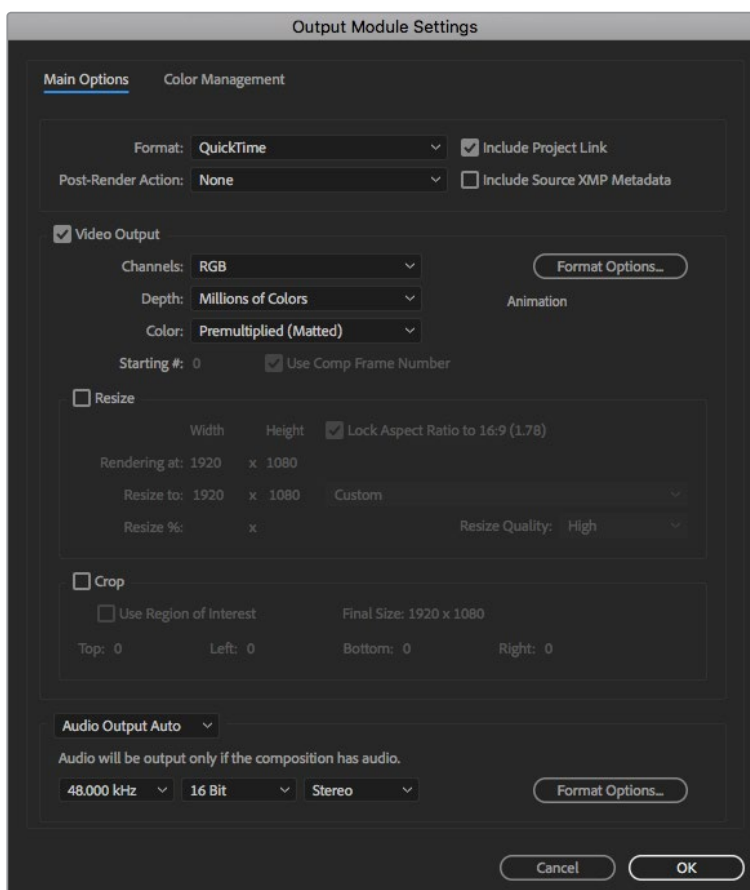 Output Module Settings
Main Options Color Management
Format: QuickTime Include Project Link
Post-Render Action: None Include Source XMP Metadata
Video Output
Channels: RGB Format Options...
Depth: Millions of Colors Animation
Color: Premultiplied (Matted)
Starting #: 0 Use Comp Frame Number
Resize
Width Height Lock Aspect Ratio to 16:9 (1.78)
Rendering at: 1920 x 1080
Resize to: 1920 x 1080 Custom
Resize %: x Resize Quality: High
Crop
Use Region of Interest Final Size: 1920 x 1080
Top: 0 Left: 0 Bottom: 0 Right: 0
Audio Output Auto
Audio will be output only if the composition has audio.
48.000 kHz 16 Bit Stereo Format Options...
Cancel OK